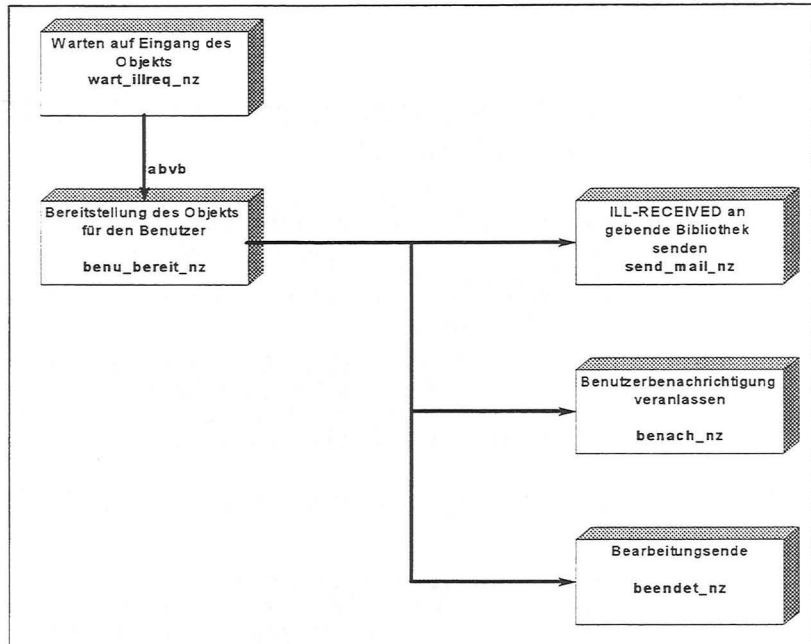 Warten auf Eingang des
Objekts
wart_illreq_nz
abvb
Bereitstellung des Objekts
für den Benutzer
benu_bereit_nz
ILL-RECEIVED an
gebende Bibliothek
senden
send_mail_nz
Benutzerbenachrichtigung
veranlassen
benach_nz
Bearbeitungsende
beendet_nz